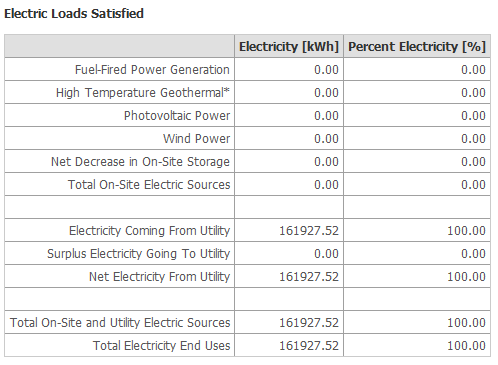 Electric Loads Satisfied
Electricity [kWh] Percent Electricity [%]
Fuel-Fired Power Generation 0.00 0.00
High Temperature Geothermal* 0.00 0.00
Photovoltaic Power 0.00 0.00
Wind Power 0.00 0.00
Net Decrease in On-Site Storage 0.00 0.00
Total On-Site Electric Sources 0.00 0.00
Electricity Coming From Utility 161927.52 100.00
Surplus Electricity Going To Utility 0.00 0.00
Net Electricity From Utility 161927.52 100.00
Total On-Site and Utility Electric Sources 161927.52 100.00
Total Electricity End Uses 161927.52 100.00